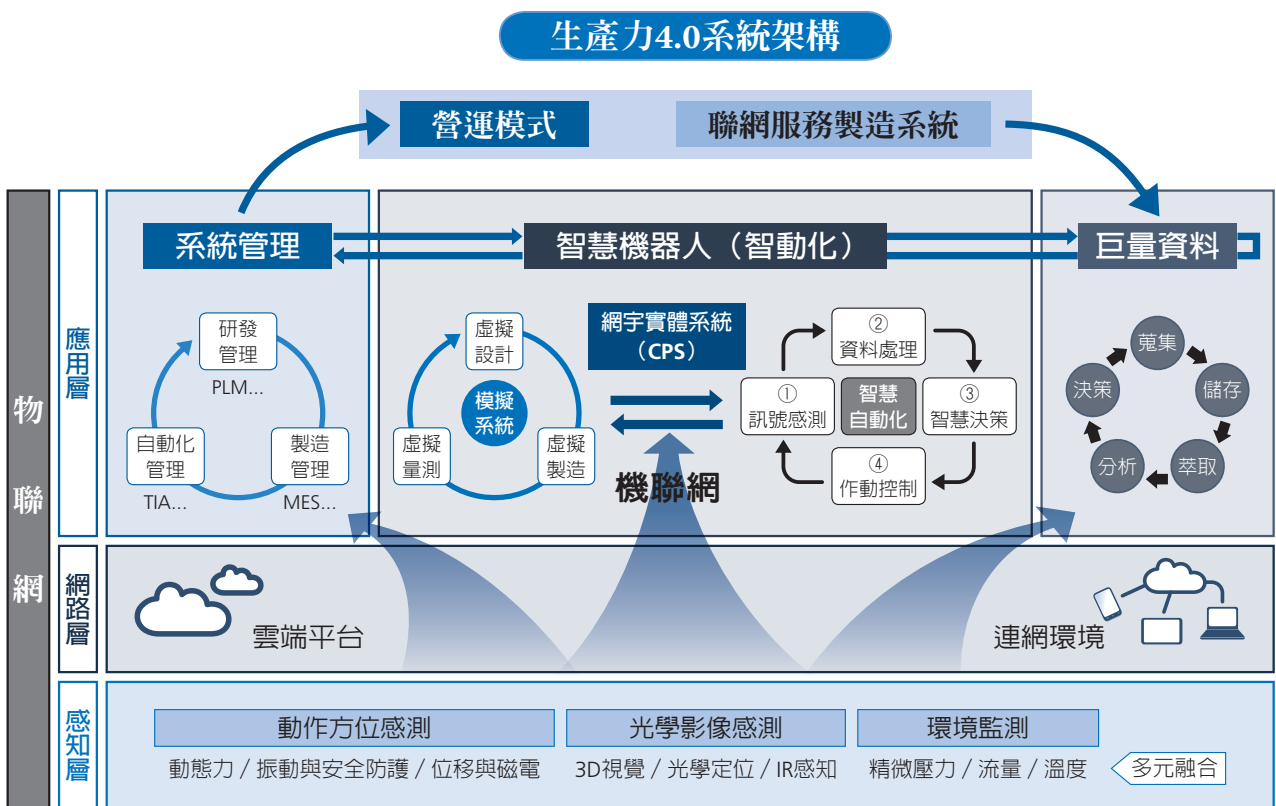 生產力4.0系統架構
營運模式
聯網服務製造系統
物聯網
應用層
系統管理
智慧機器人（智動化）
巨量資料
研發
管理
PLM...
自動化
管理
TIA...
製造
管理
MES...
虛擬
設計
模擬
系統
虛擬
量測
虛擬
製造
網宇實體系統
（CPS）
機聯網
①
訊號感測
②
資料處理
智慧
自動化
③
智慧決策
④
作動控制
蒐集
儲存
萃取
分析
決策
網路層
雲端平台
連網環境
感知層
動作方位感測
動態力 / 振動與安全防護 / 位移與磁電
光學影像感測
3D視覺 / 光學定位 / IR感知
環境監測
精微壓力 / 流量 / 溫度
多元融合